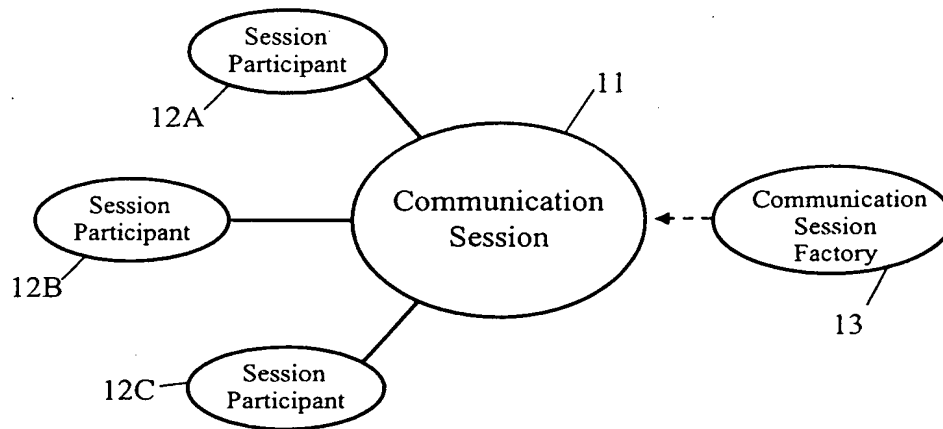 Session
Participant
12A
11
Communication
Session
Session
Participant
12B
Communication
Session
Factory
13
Session
Participant
12C